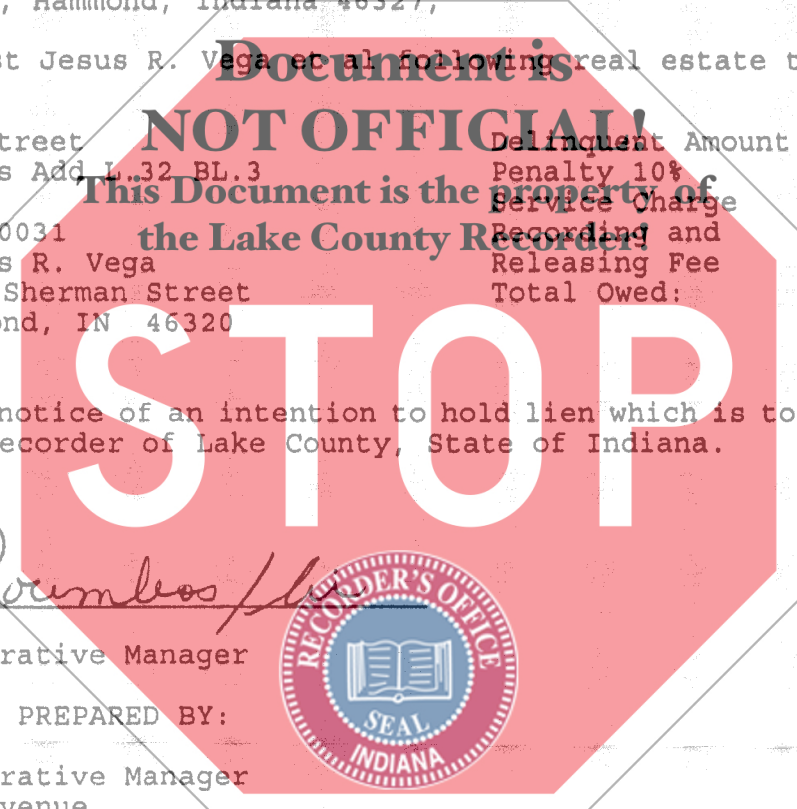 , Hammond, Indiana 46327,
st Jesus R. Vega et al following real estate t
Document is
NOT OFFICIAL!
This Document is the property of
the Lake County Recorder!
Street
Delinquent Amount
s Add L.32 BL.3
Penalty 10%
Service Charge
0031
Recording and
s R. Vega
Releasing Fee
Sherman Street
Total Owed:
ond, IN 46320
STOP
notice of an intention to hold lien which is to
ecorder of Lake County, State of Indiana.
rative Manager
RECORDER'S OFFICE
SEAL
INDIANA
PREPARED BY:
rative Manager
venue